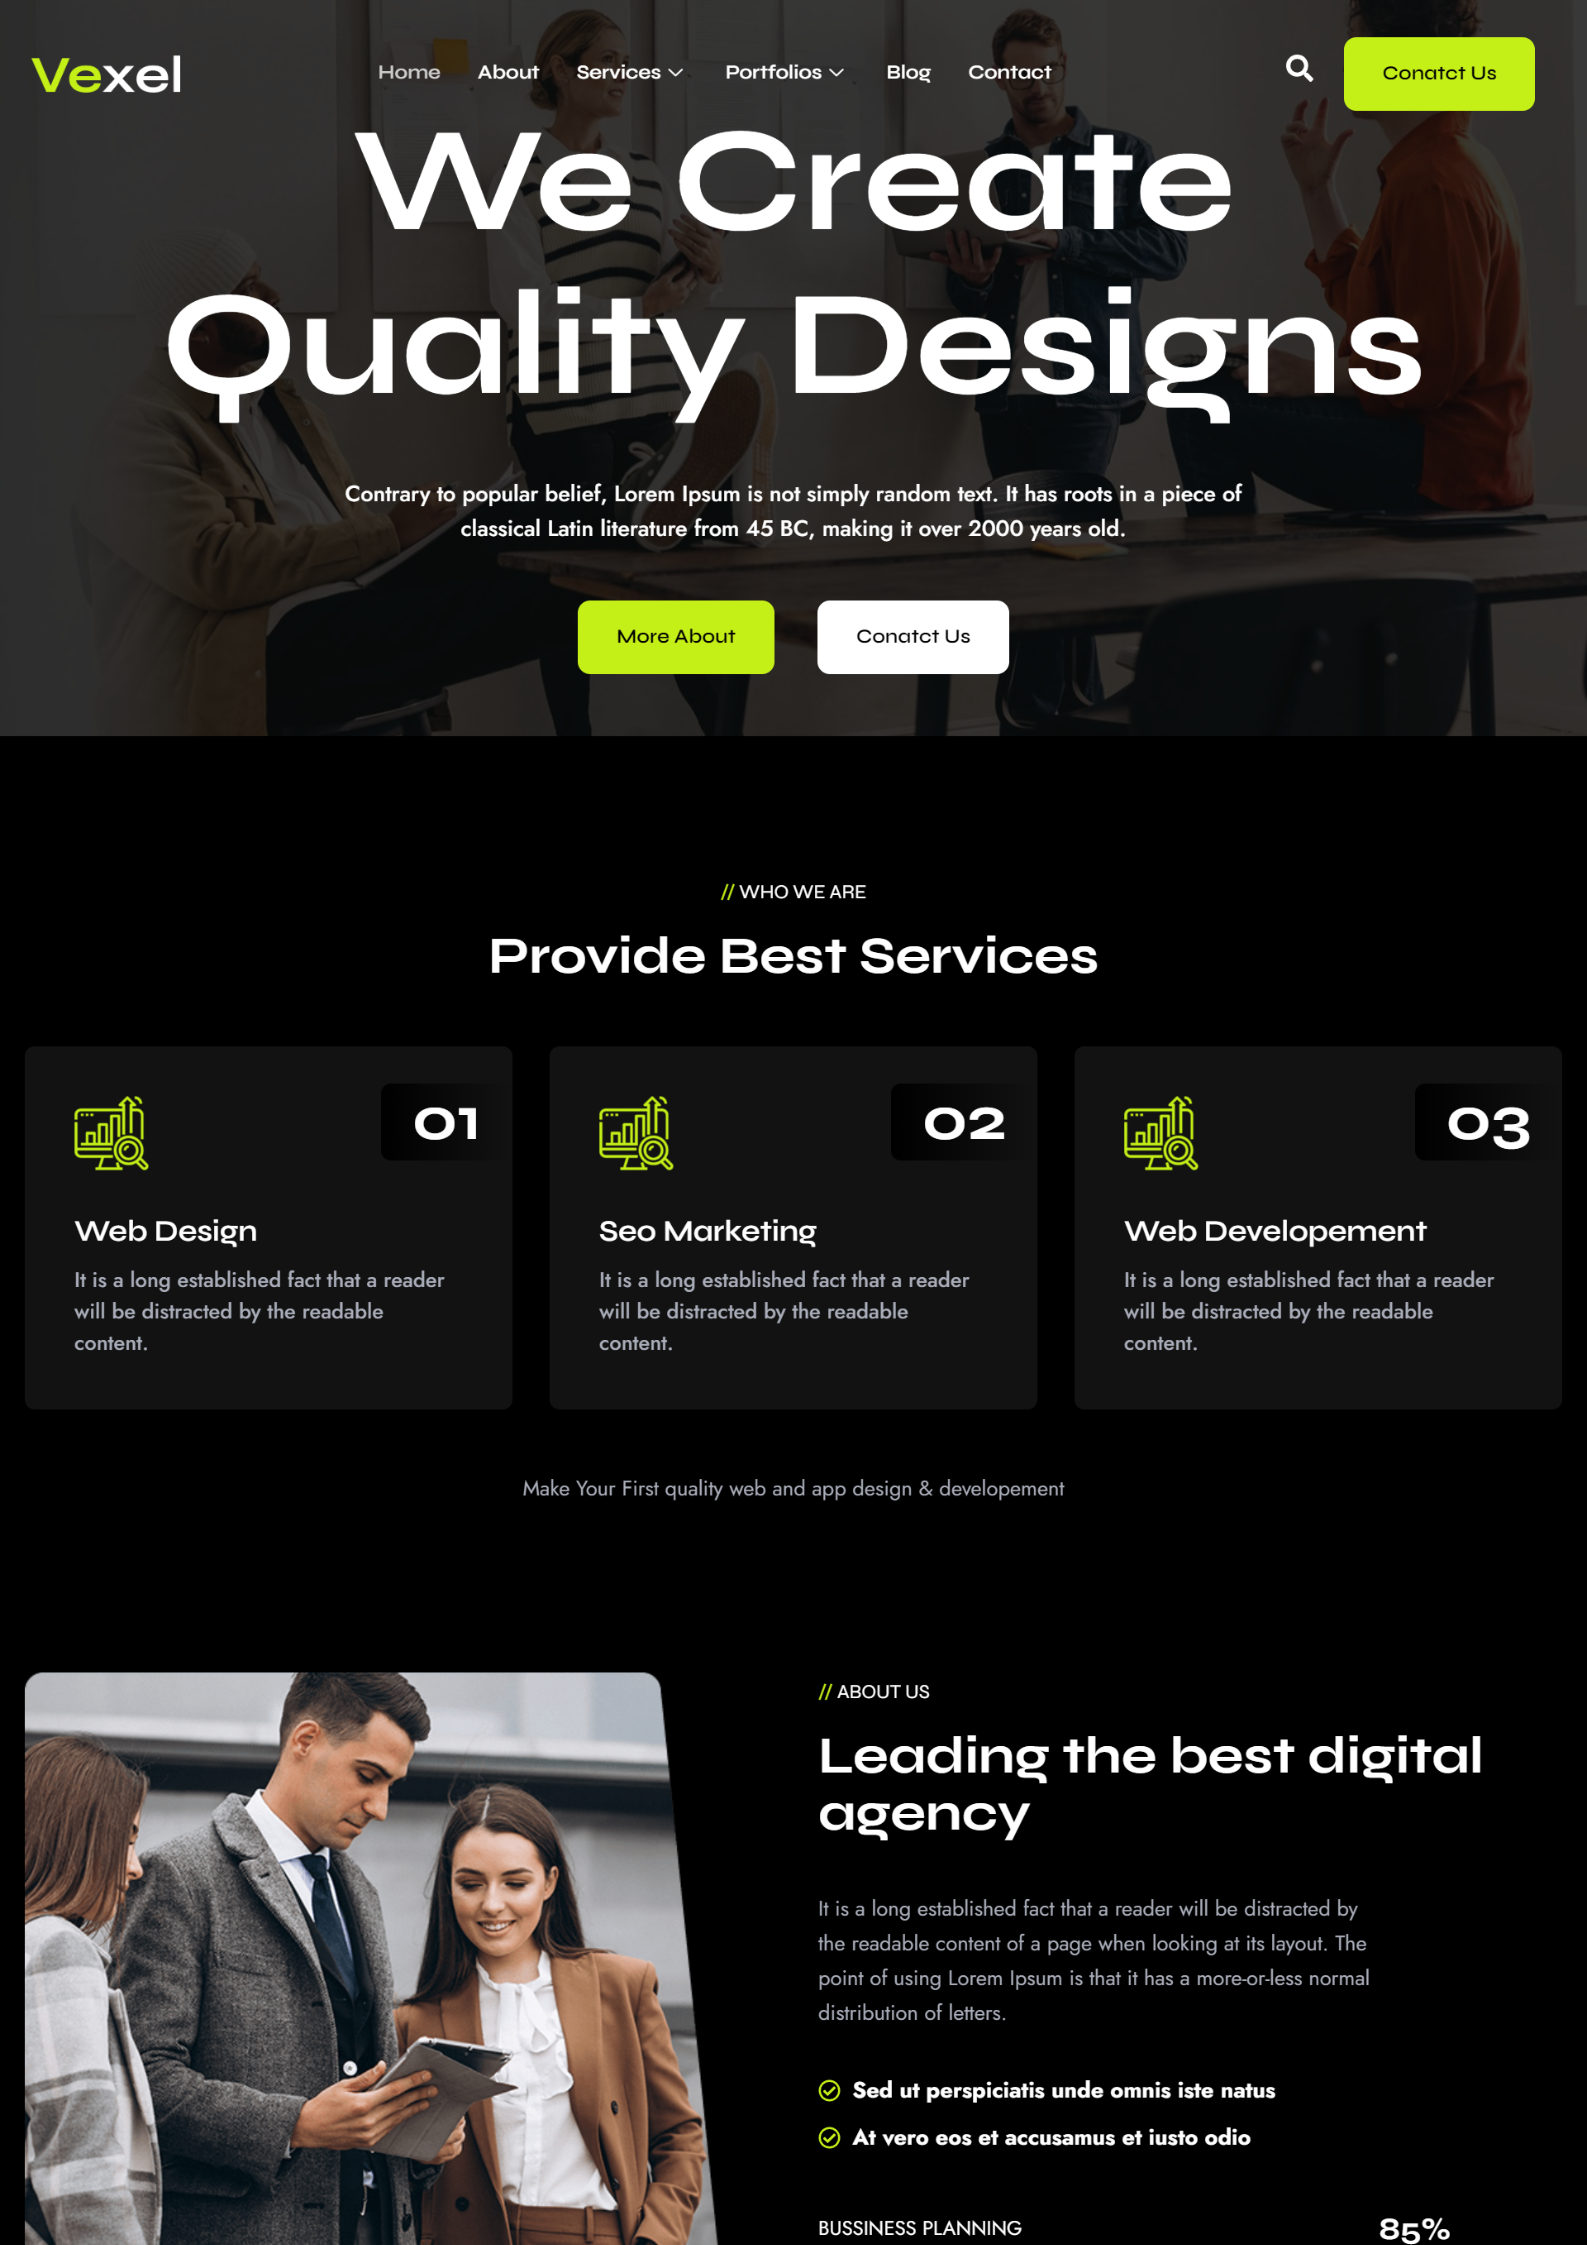 Vexel
Home About Services Portfolios Blog Contact
Conatct Us
We Create
Quality Designs
Contrary to popular belief, Lorem Ipsum is not simply random text. It has roots in a piece of
classical Latin literature from 45 BC, making it over 2000 years old.
More About
Conatct Us
// WHO WE ARE
Provide Best Services
01
Web Design
It is a long established fact that a reader
will be distracted by the readable
content.
02
Seo Marketing
It is a long established fact that a reader
will be distracted by the readable
content.
03
Web Developement
It is a long established fact that a reader
will be distracted by the readable
content.
Make Your First quality web and app design & developement
// ABOUT US
Leading the best digital
agency
It is a long established fact that a reader will be distracted by
the readable content of a page when looking at its layout. The
point of using Lorem Ipsum is that it has a more-or-less normal
distribution of letters.
Sed ut perspiciatis unde omnis iste natus
At vero eos et accusamus et iusto odio
BUSSINESS PLANNING 85%